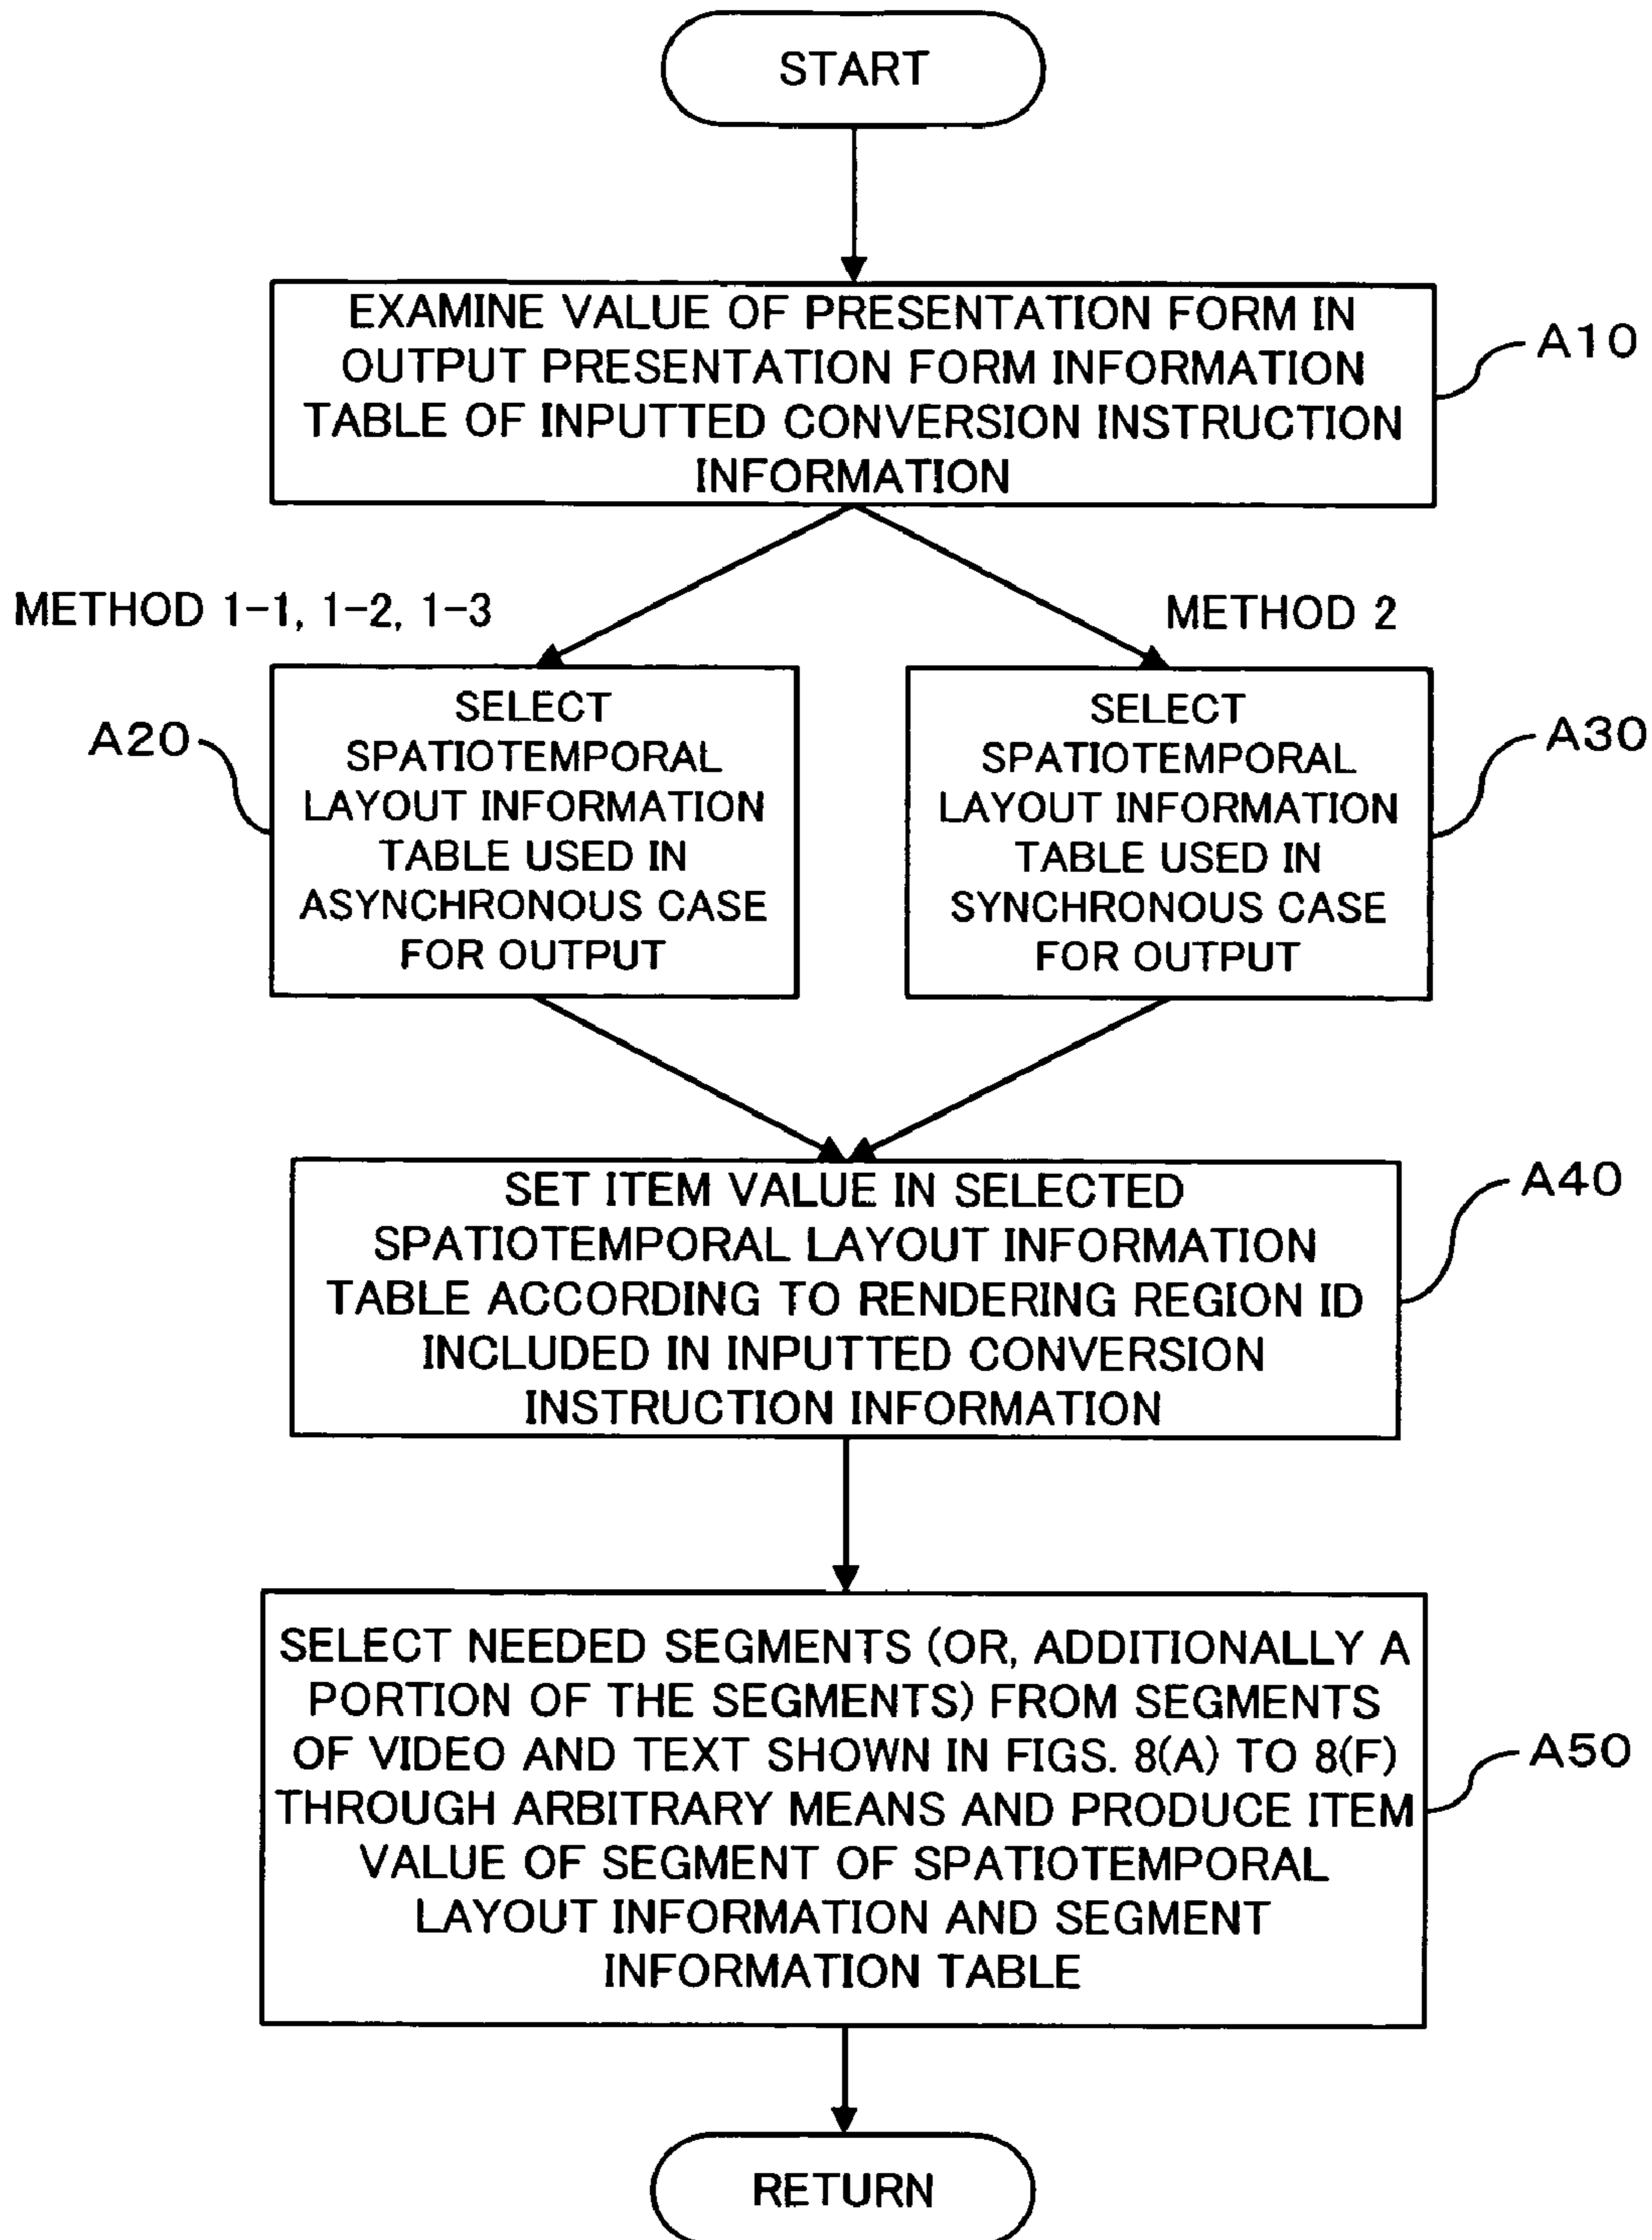 START
EXAMINE VALUE OF PRESENTATION FORM IN
OUTPUT PRESENTATION FORM INFORMATION
TABLE OF INPUTTED CONVERSION INSTRUCTION
INFORMATION
A10
METHOD 1-1, 1-2, 1-3
METHOD 2
A20
SELECT
SPATIOTEMPORAL
LAYOUT INFORMATION
TABLE USED IN
ASYNCHRONOUS CASE
FOR OUTPUT
SELECT
SPATIOTEMPORAL
LAYOUT INFORMATION
TABLE USED IN
SYNCHRONOUS CASE
FOR OUTPUT
A30
SET ITEM VALUE IN SELECTED
SPATIOTEMPORAL LAYOUT INFORMATION
TABLE ACCORDING TO RENDERING REGION ID
INCLUDED IN INPUTTED CONVERSION
INSTRUCTION INFORMATION
A40
SELECT NEEDED SEGMENTS (OR, ADDITIONALLY A
PORTION OF THE SEGMENTS) FROM SEGMENTS
OF VIDEO AND TEXT SHOWN IN FIGS. 8(A) TO 8(F)
THROUGH ARBITRARY MEANS AND PRODUCE ITEM
VALUE OF SEGMENT OF SPATIOTEMPORAL
LAYOUT INFORMATION AND SEGMENT
INFORMATION TABLE
A50
RETURN